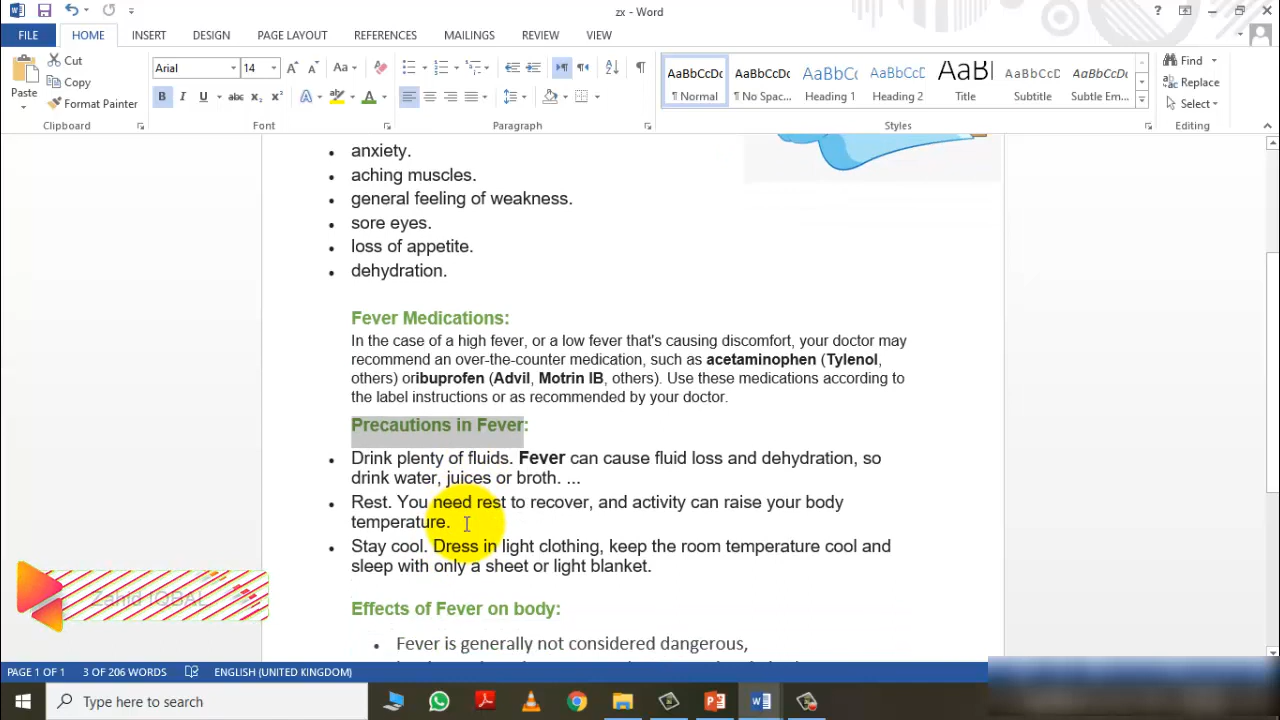 zx - Word
FILE HOME INSERT DESIGN PAGE LAYOUT REFERENCES MAILINGS REVIEW VIEW
Paste
Cut
Copy
Format Painter
Clipboard
Arial 14
Font
Paragraph
AaBbCcDc AaBbCcDc AaBbCc AaBbCcD AaBl AaBbCcD AaBbCcDc
¶ Normal ¶ No Spac... Heading 1 Heading 2 Title Subtitle Subtle Em...
Styles
Find
Replace
Select
Editing
anxiety.
aching muscles.
general feeling of weakness.
sore eyes.
loss of appetite.
dehydration.
Fever Medications:
In the case of a high fever, or a low fever that's causing discomfort, your doctor may
recommend an over-the-counter medication, such as acetaminophen (Tylenol,
others) oribuprofen (Advil, Motrin IB, others). Use these medications according to
the label instructions or as recommended by your doctor.
Precautions in Fever:
Drink plenty of fluids. Fever can cause fluid loss and dehydration, so
drink water, juices or broth. ...
Rest. You need rest to recover, and activity can raise your body
temperature.
Stay cool. Dress in light clothing, keep the room temperature cool and
sleep with only a sheet or light blanket.
Zahid IQBAL
Effects of Fever on body:
Fever is generally not considered dangerous,
PAGE 1 OF 1 3 OF 206 WORDS ENGLISH (UNITED KINGDOM)
Type here to search